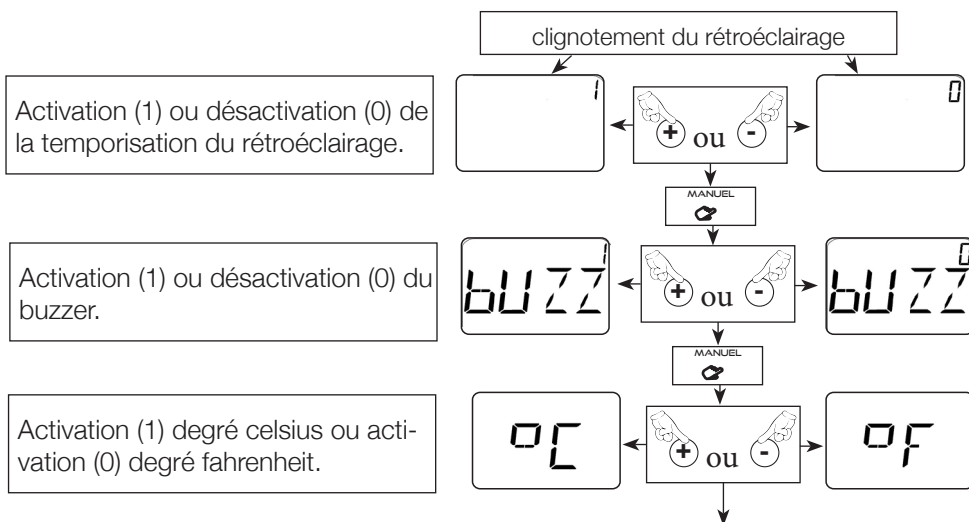 clignotement du rétroéclairage
Activation (1) ou désactivation (0) de
la temporisation du rétroéclairage.
1
+ ou -
0
MANUEL
Activation (1) ou désactivation (0) du
buzzer.
1
bUZZ
+ ou -
0
bUZZ
MANUEL
Activation (1) degré celsius ou acti-
vation (0) degré fahrenheit.
°C
+ ou -
°F